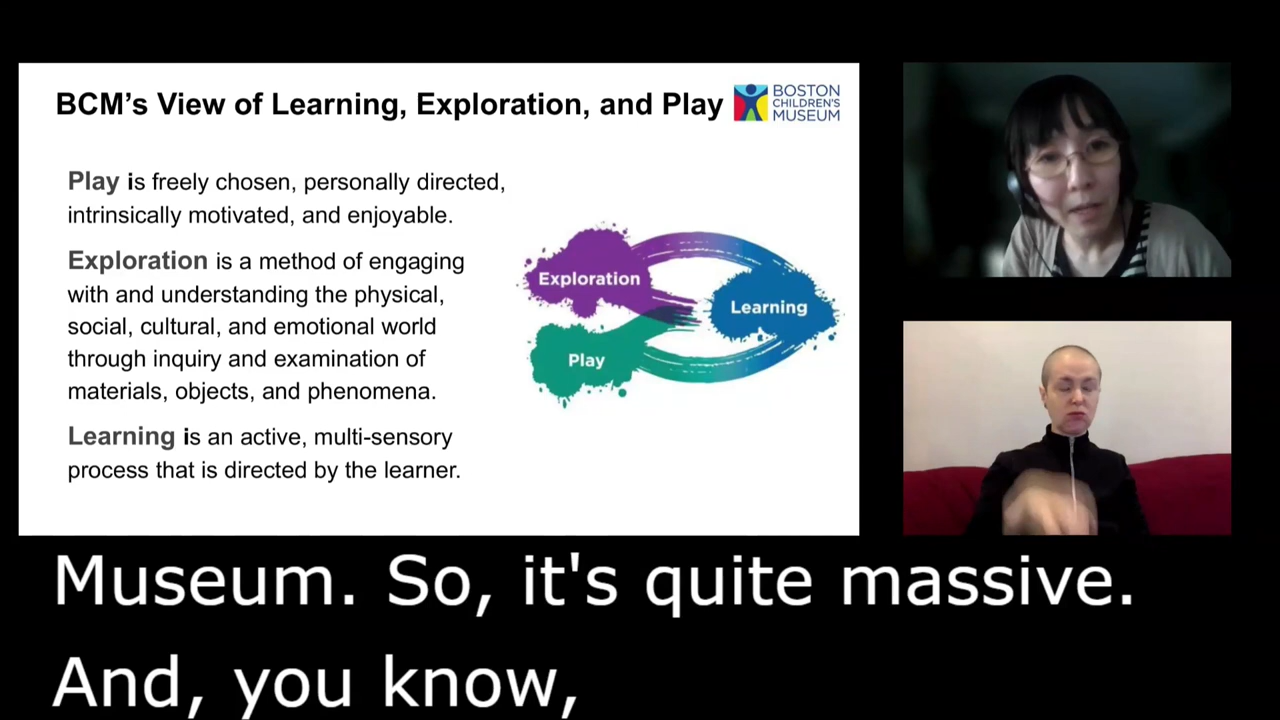 BCM’s View of Learning, Exploration, and Play
BOSTON
CHILDREN'S
MUSEUM
Play is freely chosen, personally directed,
intrinsically motivated, and enjoyable.
Exploration is a method of engaging
with and understanding the physical,
social, cultural, and emotional world
through inquiry and examination of
materials, objects, and phenomena.
Learning is an active, multi-sensory
process that is directed by the learner.
Exploration
Learning
Play
Museum. So, it's quite massive.
And, you know,